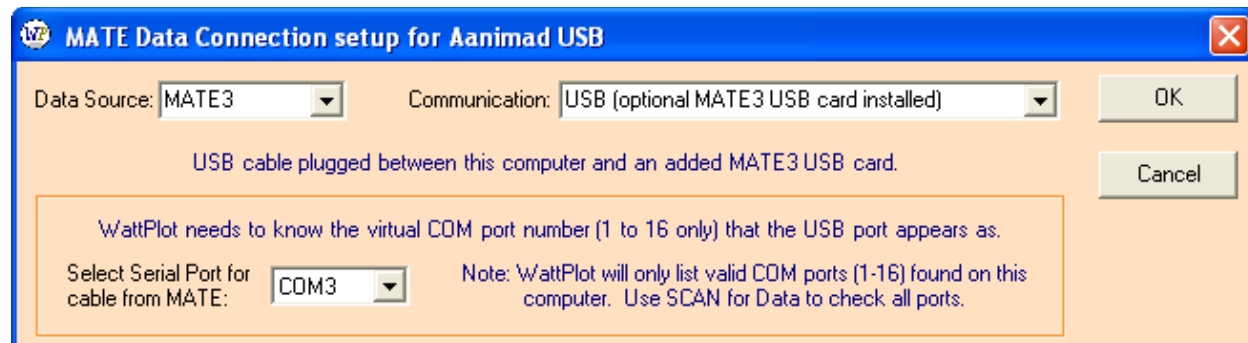 WP MATE Data Connection setup for Aanimad USB
Data Source: MATE3 Communication: USB (optional MATE3 USB card installed) OK
USB cable plugged between this computer and an added MATE3 USB card.
Cancel
WattPlot needs to know the virtual COM port number (1 to 16 only) that the USB port appears as.
Select Serial Port for
cable from MATE:
COM3
Note: WattPlot will only list valid COM ports (1-16) found on this
computer. Use SCAN for Data to check all ports.